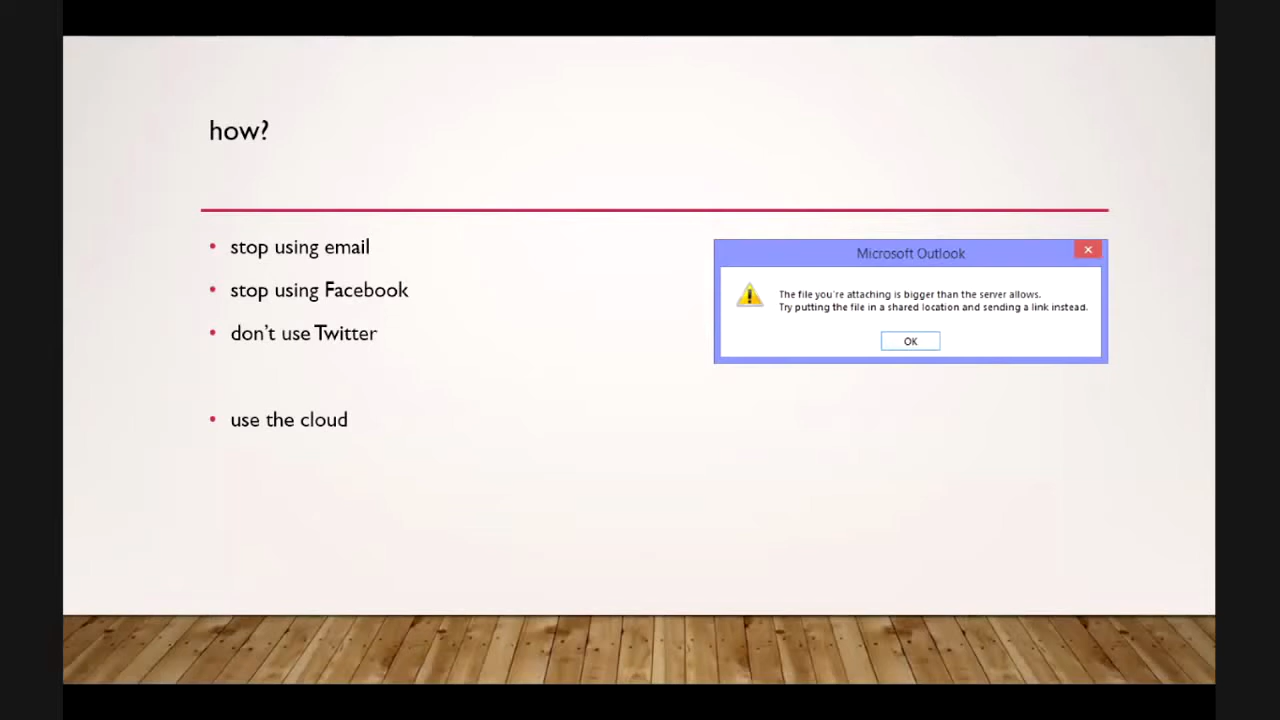 how?
stop using email
stop using Facebook
don't use Twitter
use the cloud
Microsoft Outlook
The file you're attaching is bigger than the server allows.
Try putting the file in a shared location and sending a link instead.
OK